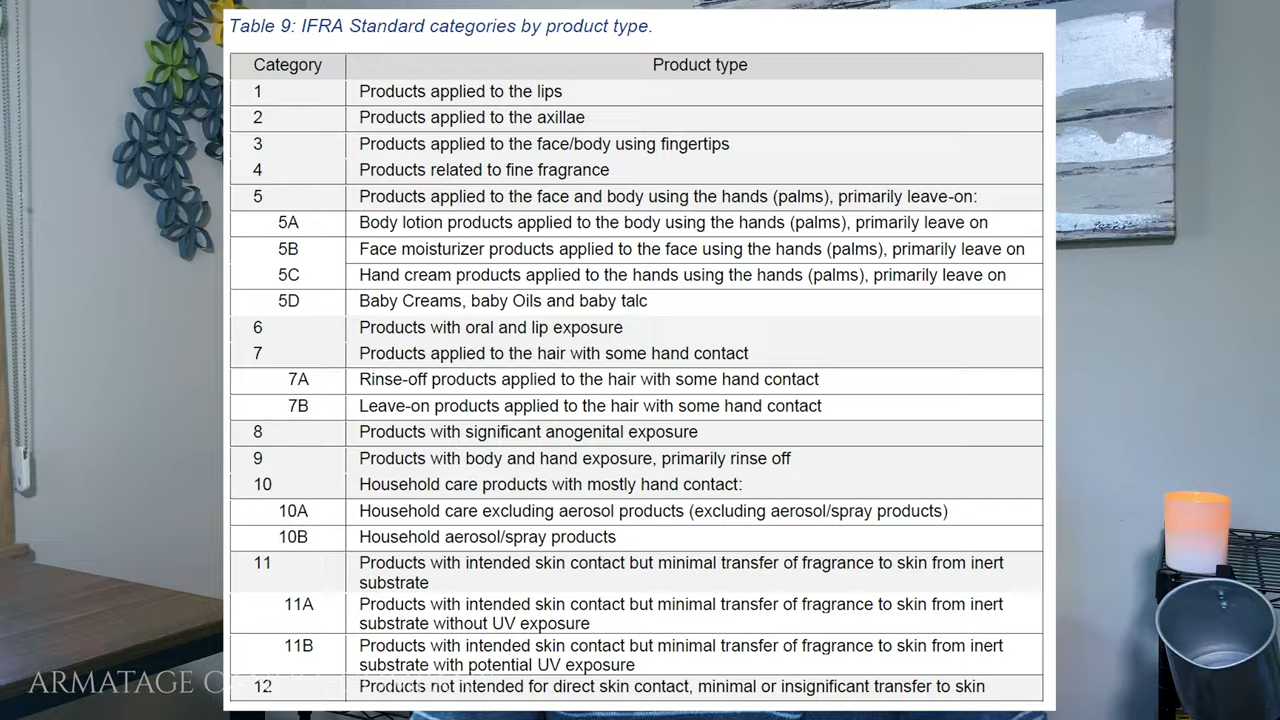 Table 9: IFRA Standard categories by product type.
Category Product type
1 Products applied to the lips
2 Products applied to the axillae
3 Products applied to the face/body using fingertips
4 Products related to fine fragrance
5 Products applied to the face and body using the hands (palms), primarily leave-on:
5A Body lotion products applied to the body using the hands (palms), primarily leave on
5B Face moisturizer products applied to the face using the hands (palms), primarily leave on
5C Hand cream products applied to the hands using the hands (palms), primarily leave on
5D Baby Creams, baby Oils and baby talc
6 Products with oral and lip exposure
7 Products applied to the hair with some hand contact
7A Rinse-off products applied to the hair with some hand contact
7B Leave-on products applied to the hair with some hand contact
8 Products with significant anogenital exposure
9 Products with body and hand exposure, primarily rinse off
10 Household care products with mostly hand contact:
10A Household care excluding aerosol products (excluding aerosol/spray products)
10B Household aerosol/spray products
11 Products with intended skin contact but minimal transfer of fragrance to skin from inert
substrate
11A Products with intended skin contact but minimal transfer of fragrance to skin from inert
substrate without UV exposure
11B Products with intended skin contact but minimal transfer of fragrance to skin from inert
substrate with potential UV exposure
12 Products not intended for direct skin contact, minimal or insignificant transfer to skin
ARMATAGE